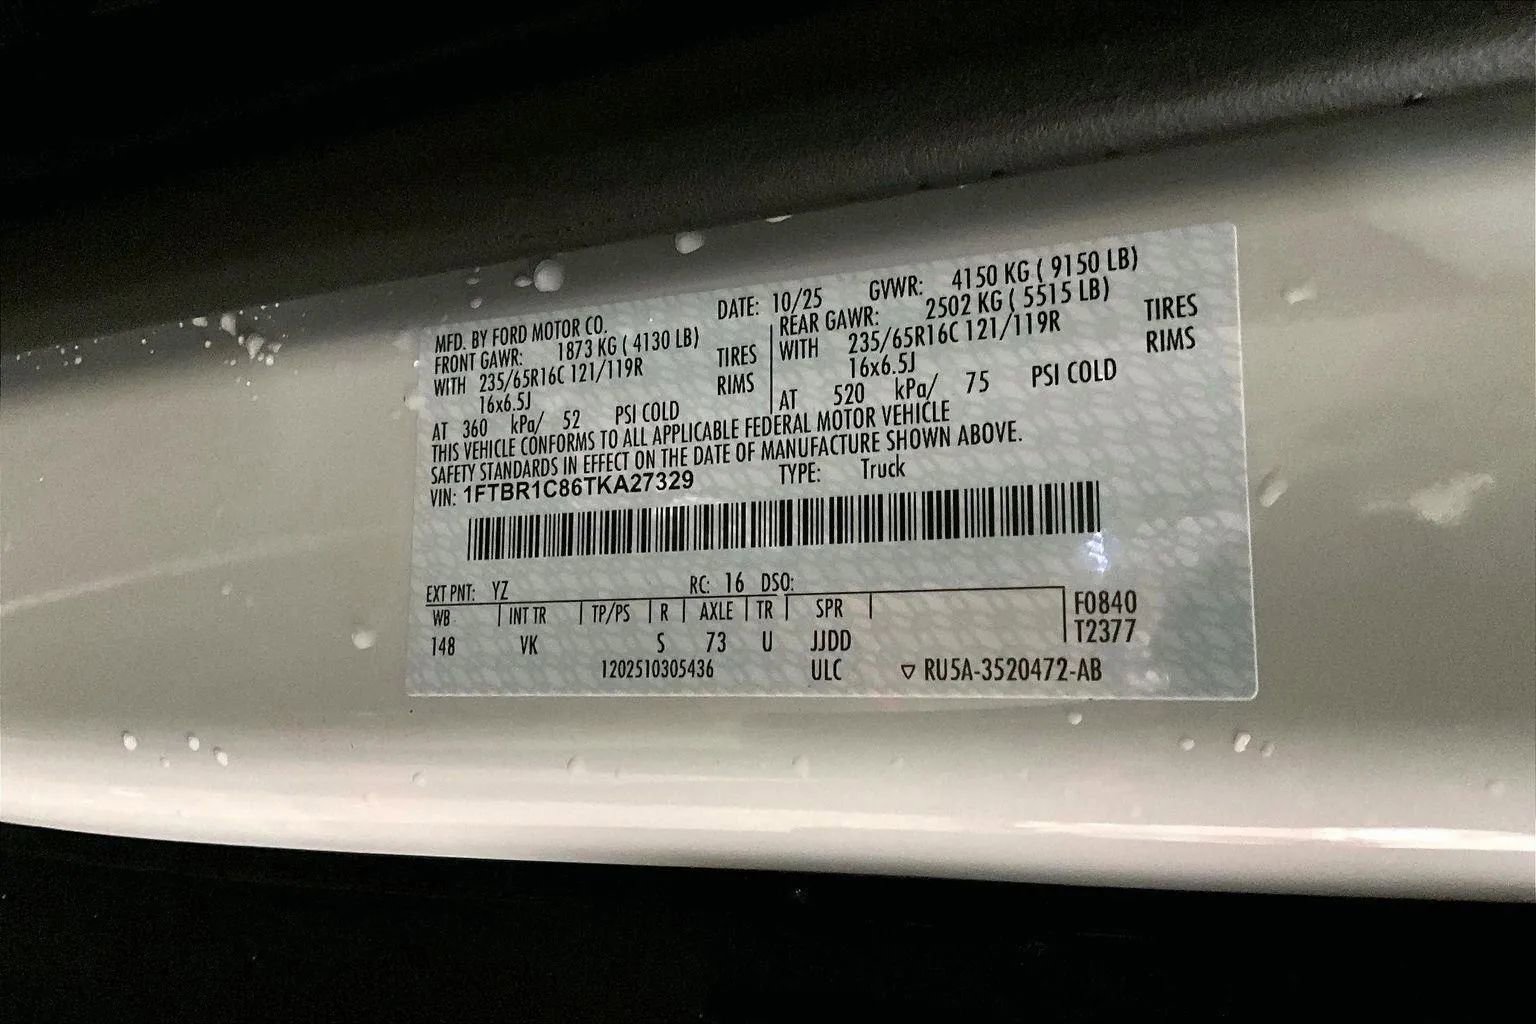 MFD. BY FORD MOTOR CO. DATE: 10/25 GVWR: 4150 KG ( 9150 LB)
FRONT GAWR: 1873 KG ( 4130 LB) REAR GAWR: 2502 KG ( 5515 LB)
WITH 235/65R16C 121/119R TIRES WITH 235/65R16C 121/119R TIRES
16x6.5J RIMS 16x6.5J RIMS
AT 360 kPa/ 52 PSI COLD AT 520 kPa/ 75 PSI COLD
THIS VEHICLE CONFORMS TO ALL APPLICABLE FEDERAL MOTOR VEHICLE
SAFETY STANDARDS IN EFFECT ON THE DATE OF MANUFACTURE SHOWN ABOVE.
VIN: 1FTBR1C86TKA27329 TYPE: Truck
EXT PNT: YZ RC: 16 DSO:
WB INT TR TP/PS R AXLE TR SPR F0840
148 VK S 73 U JJDD T2377
1202510305436 ULC ▽ RU5A-3520472-AB